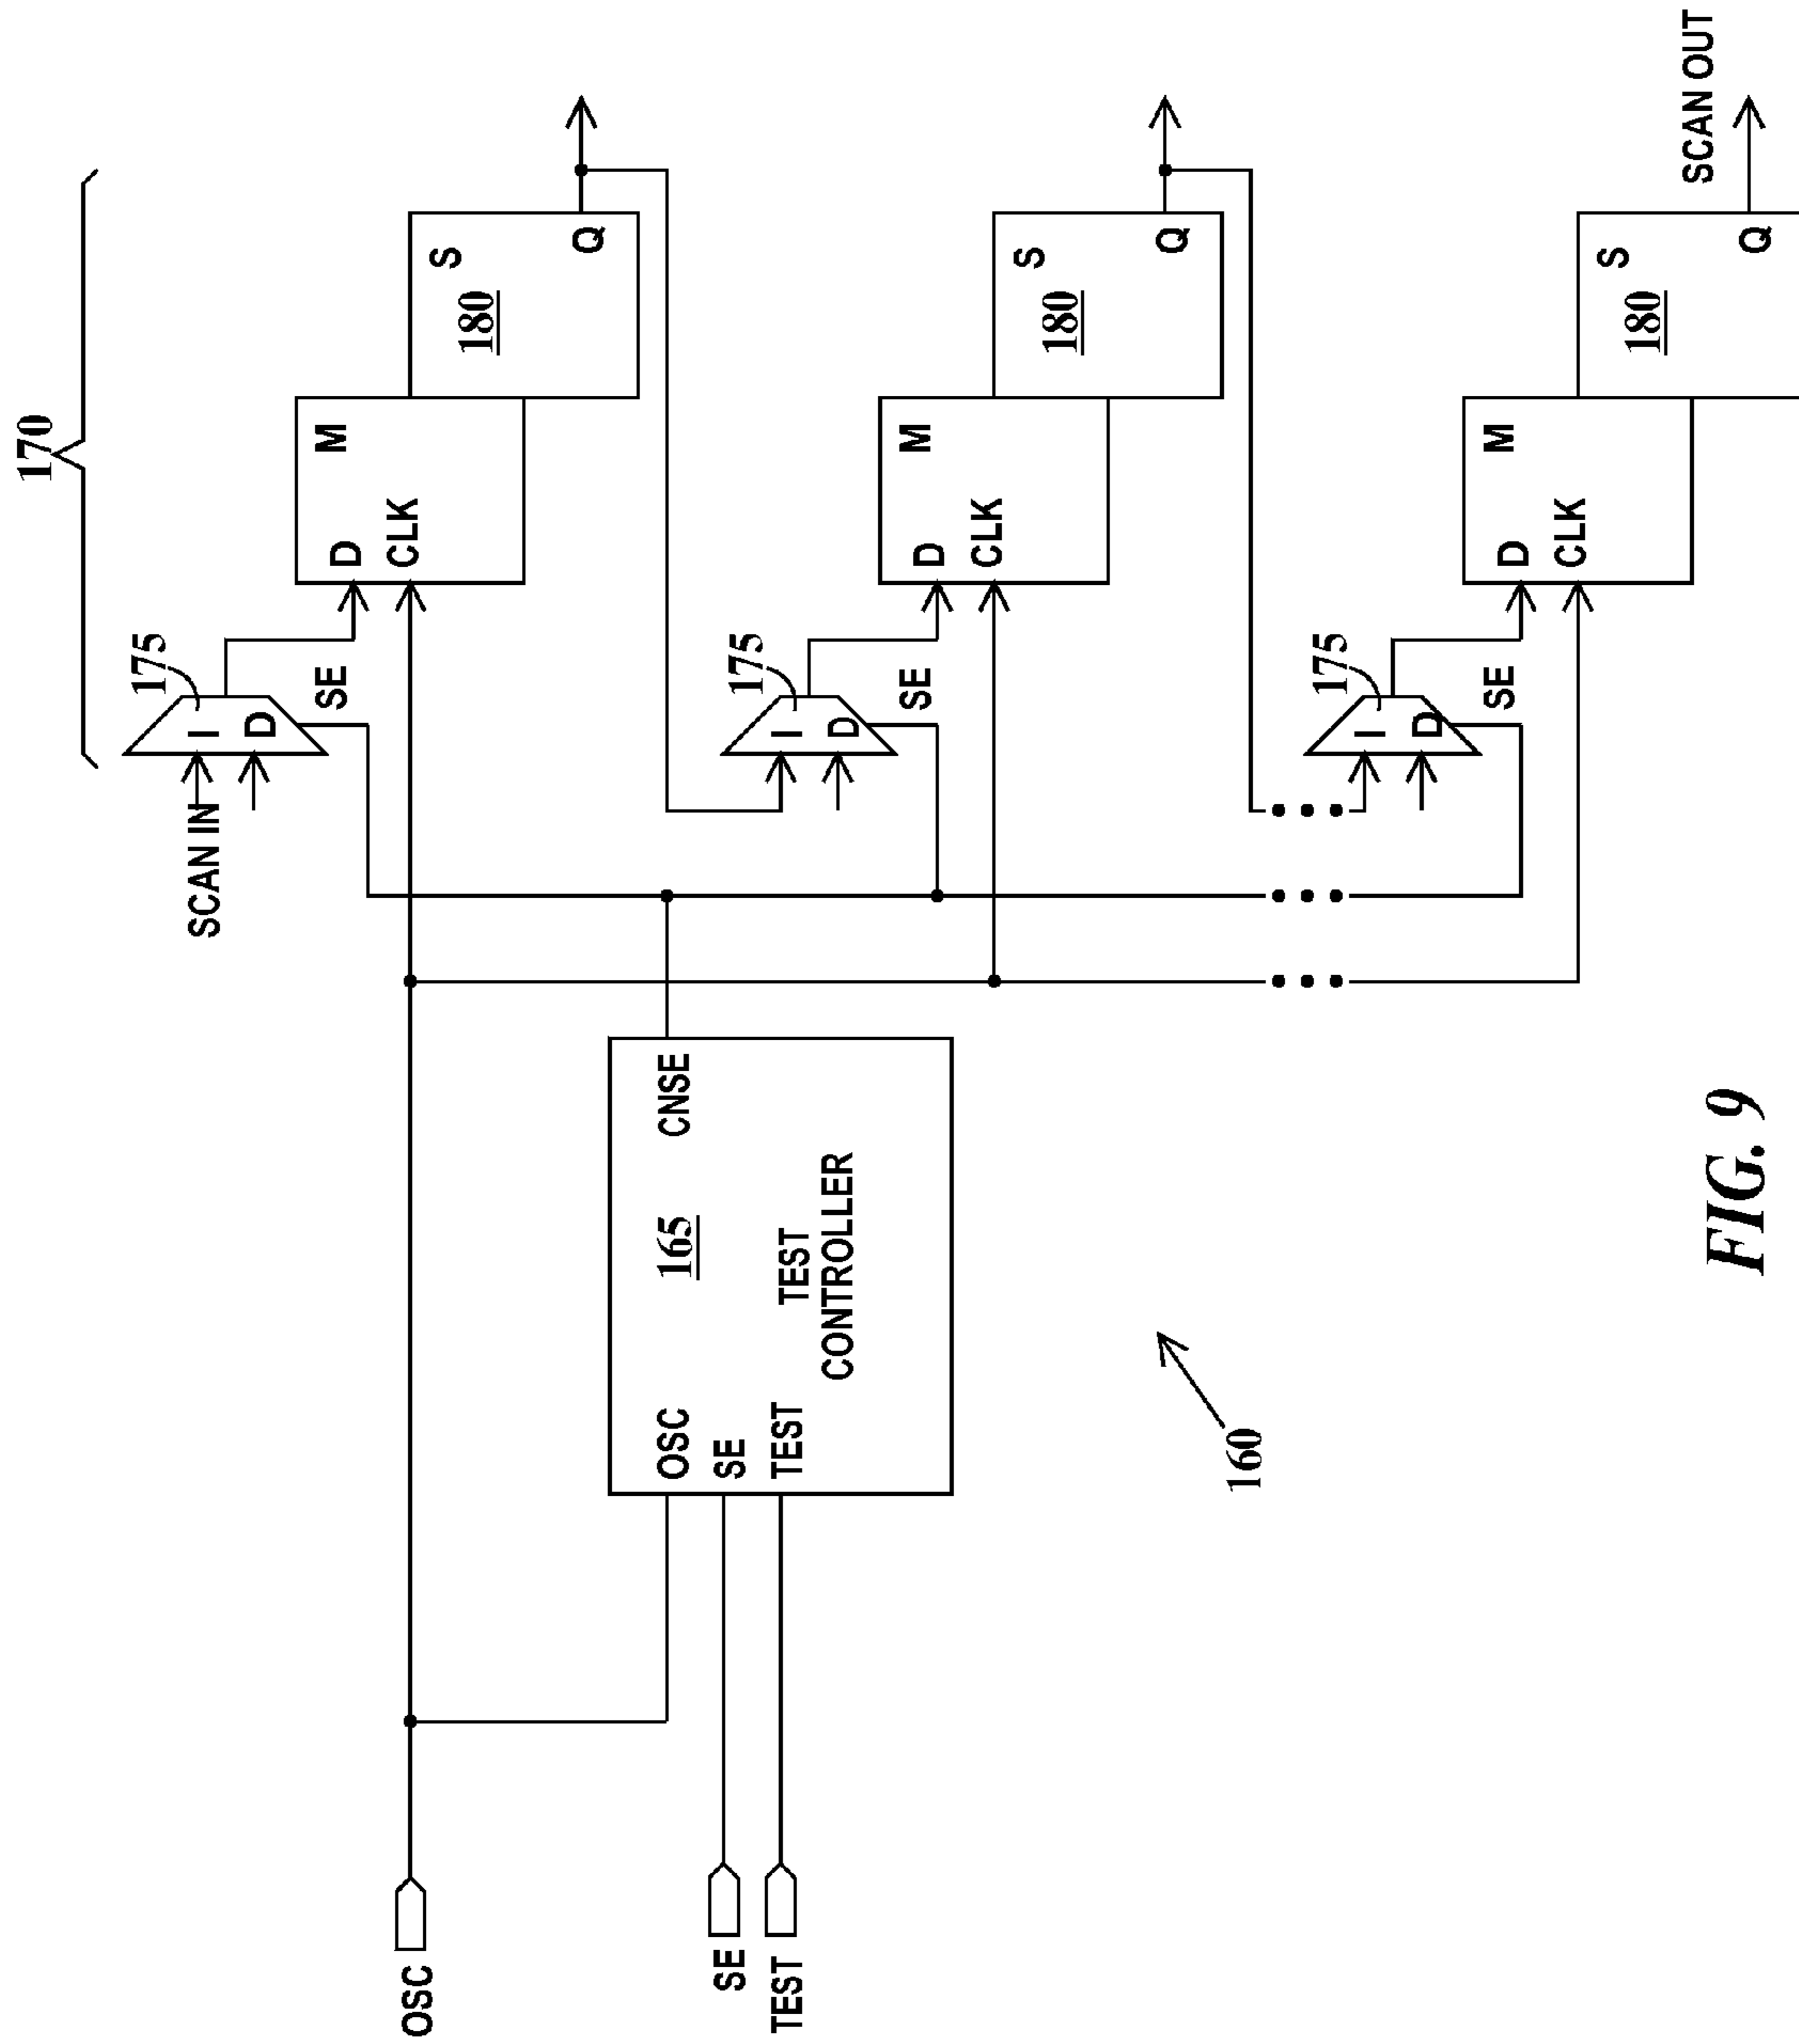 170
SCAN IN
I
D
175
SE
D
CLK
M
S
180
Q
I
D
175
SE
D
CLK
M
S
180
Q
I
D
175
SE
D
CLK
M
S
180
Q
SCAN OUT
OSC
SE
TEST
OSC
SE
TEST
165
CNSE
TEST
CONTROLLER
160
FIG. 9